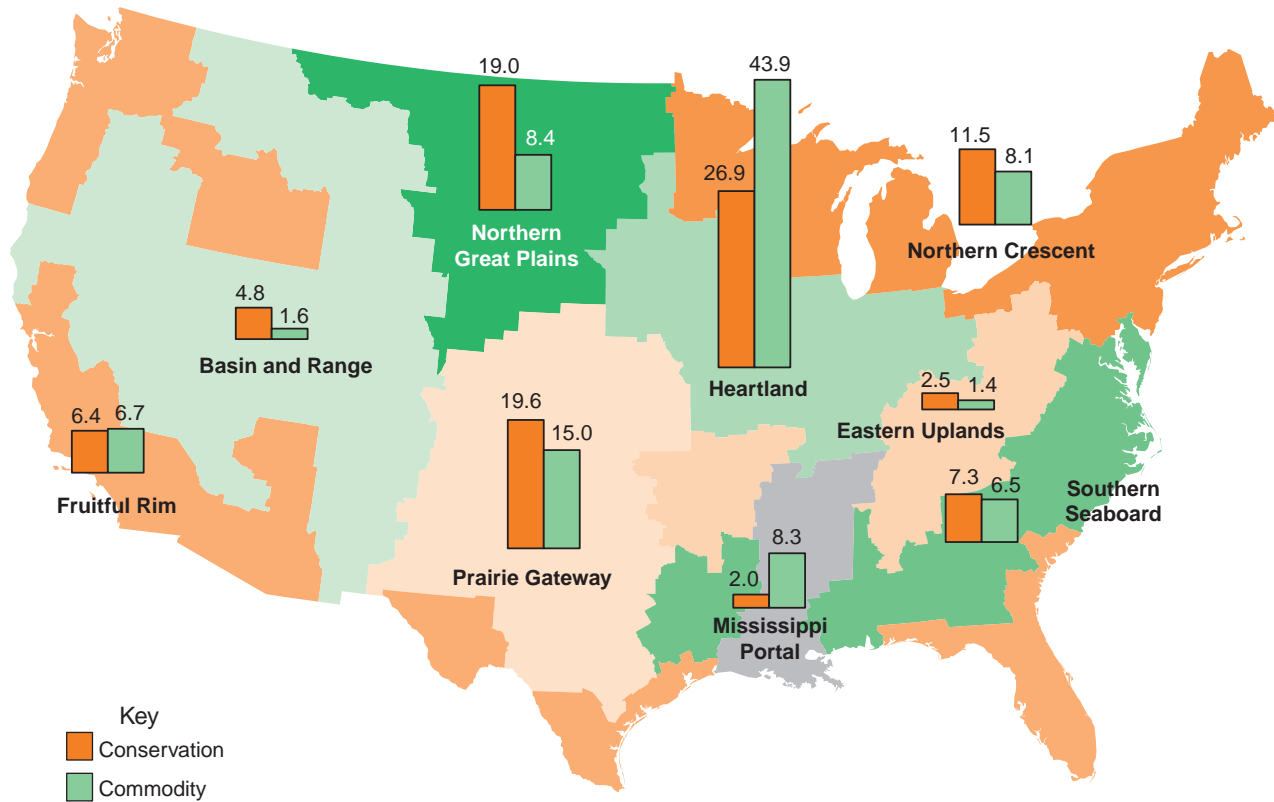 19.0
8.4
Northern
Great Plains
26.9
43.9
Heartland
11.5
8.1
Northern Crescent
4.8
1.6
Basin and Range
2.5
1.4
Eastern Uplands
6.4
6.7
Fruitful Rim
19.6
15.0
Prairie Gateway
7.3
6.5
Southern
Seaboard
2.0
8.3
Mississippi
Portal
Key
Conservation
Commodity